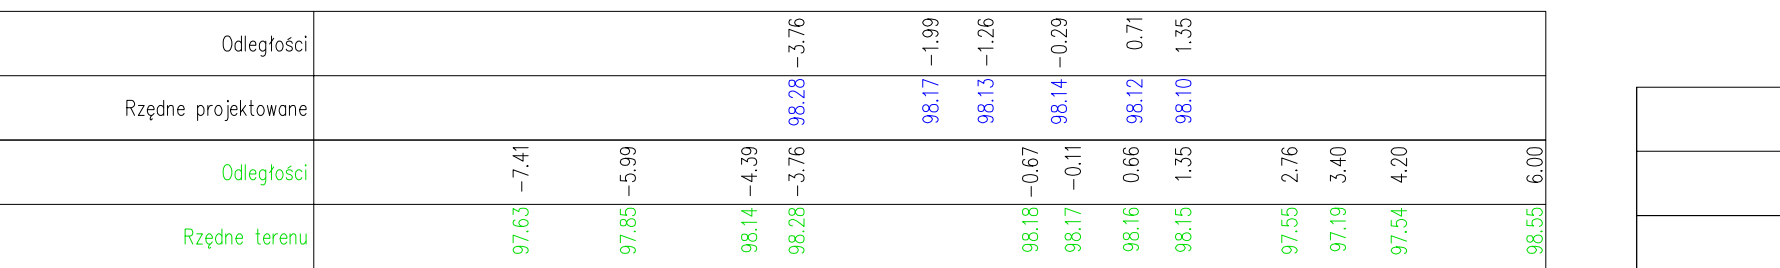 Odległości -3.76 -1.99 -1.26 -0.29 0.71 1.35
Rzędne projektowane 98.28 98.17 98.13 98.14 98.12 98.10
Odległości -7.41 -5.99 -4.39 -3.76 -0.67 -0.11 0.66 1.35 2.76 3.40 4.20 6.00
Rzędne terenu 97.63 97.85 98.14 98.28 98.18 98.17 98.16 98.15 97.55 97.19 97.54 98.55